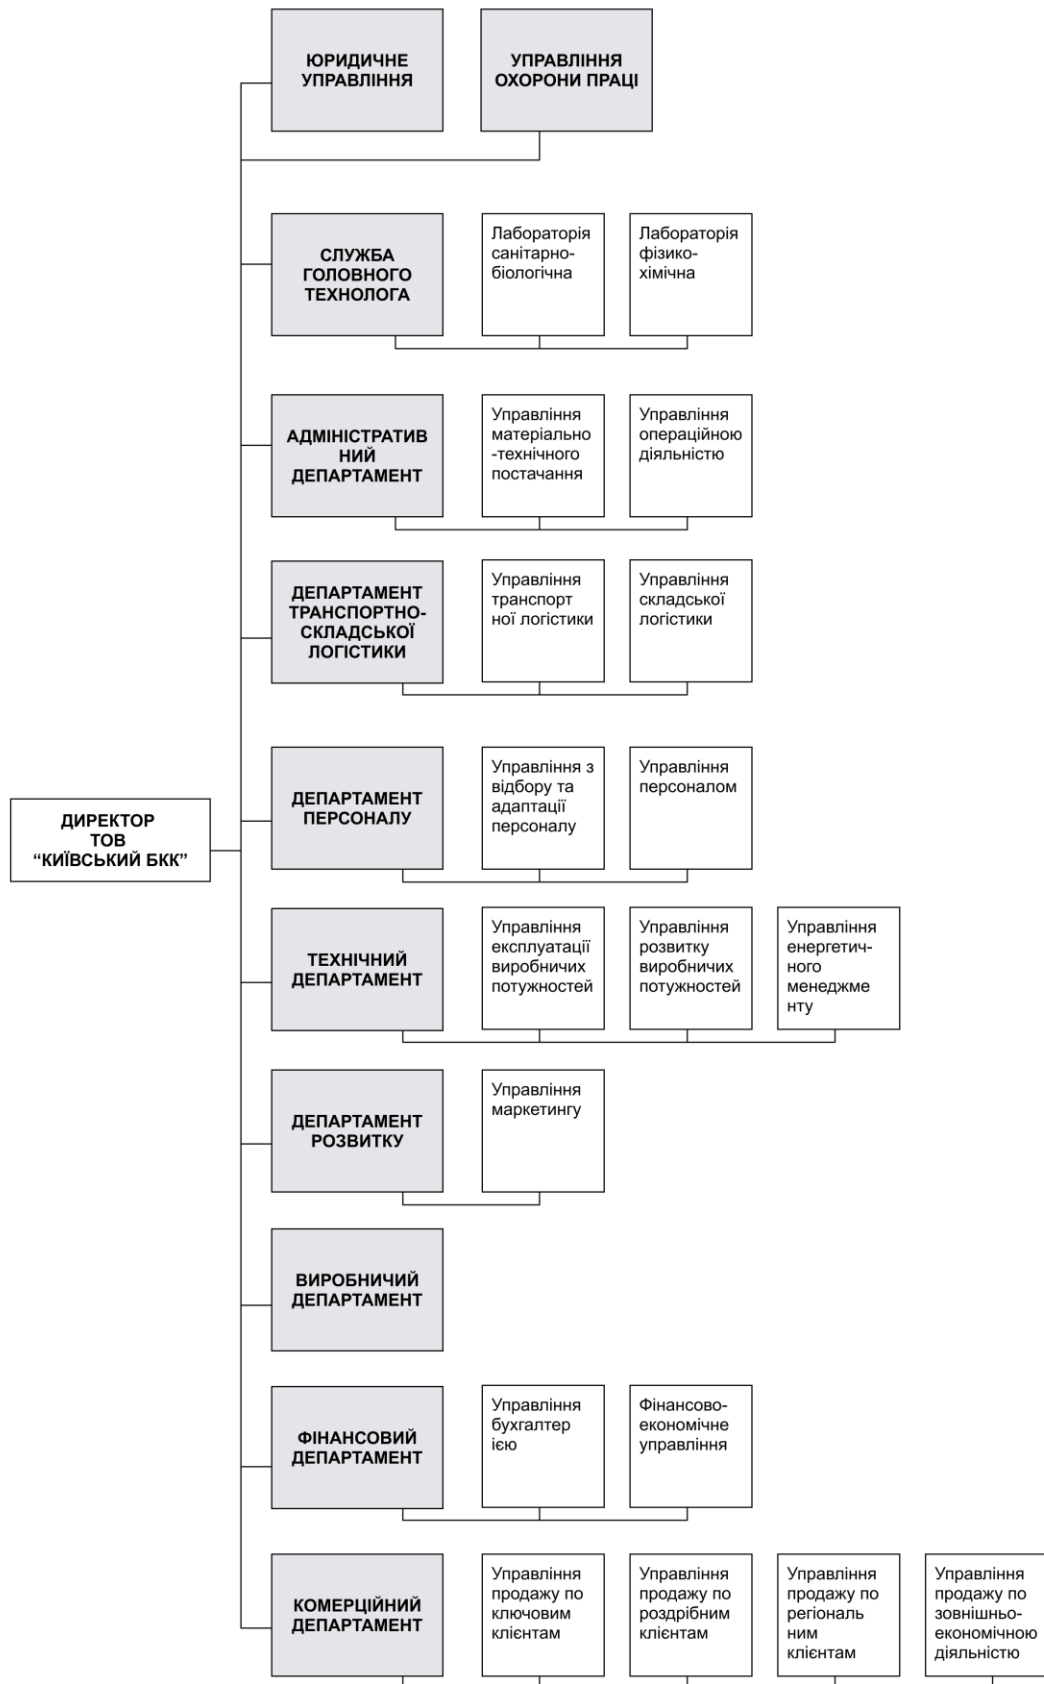 ЮРИДИЧНЕ
УПРАВЛІННЯ
УПРАВЛІННЯ
ОХОРОНИ ПРАЦІ
СЛУЖБА
ГОЛОВНОГО
ТЕХНОЛОГА
Лабораторія
санітарно-
біологічна
Лабораторія
фізико-
хімічна
АДМІНІСТРАТИВ
НИЙ
ДЕПАРТАМЕНТ
Управління
матеріально
-технічного
постачання
Управління
операційною
діяльністю
ДЕПАРТАМЕНТ
ТРАНСПОРТНО-
СКЛАДСЬКОЇ
ЛОГІСТИКИ
Управління
транспорт
ної логістики
Управління
складської
логістики
ДЕПАРТАМЕНТ
ПЕРСОНАЛУ
Управління з
відбору та
адаптації
персоналу
Управління
персоналом
ДИРЕКТОР
ТОВ
“КИЇВСЬКИЙ БКК”
ТЕХНІЧНИЙ
ДЕПАРТАМЕНТ
Управління
експлуатації
виробничих
потужностей
Управління
розвитку
виробничих
потужностей
Управління
енергетич-
ного
менеджме
нту
ДЕПАРТАМЕНТ
РОЗВИТКУ
Управління
маркетингу
ВИРОБНИЧИЙ
ДЕПАРТАМЕНТ
ФІНАНСОВИЙ
ДЕПАРТАМЕНТ
Управління
бухгалтер
ією
Фінансово-
економічне
управління
КОМЕРЦІЙНИЙ
ДЕПАРТАМЕНТ
Управління
продажу по
ключовим
клієнтам
Управління
продажу по
роздрібним
клієнтам
Управління
продажу по
регіональ
ним
клієнтам
Управління
продажу по
зовнішньо-
економічною
діяльністю